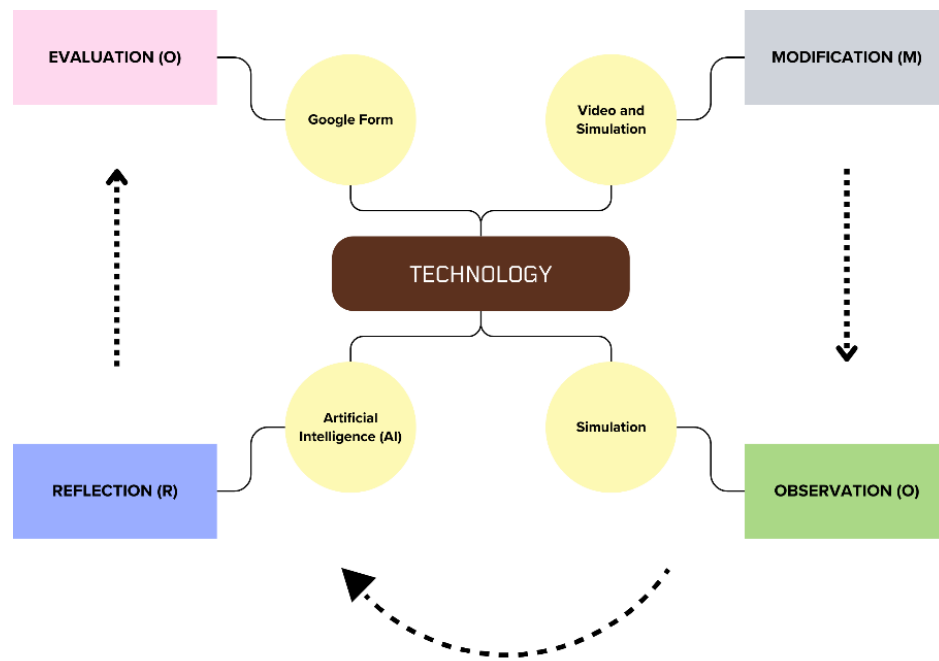 EVALUATION (O)
MODIFICATION (M)
Google Form
Video and
Simulation
TECHNOLOGY
Artificial
Intelligence (AI)
Simulation
REFLECTION (R)
OBSERVATION (O)